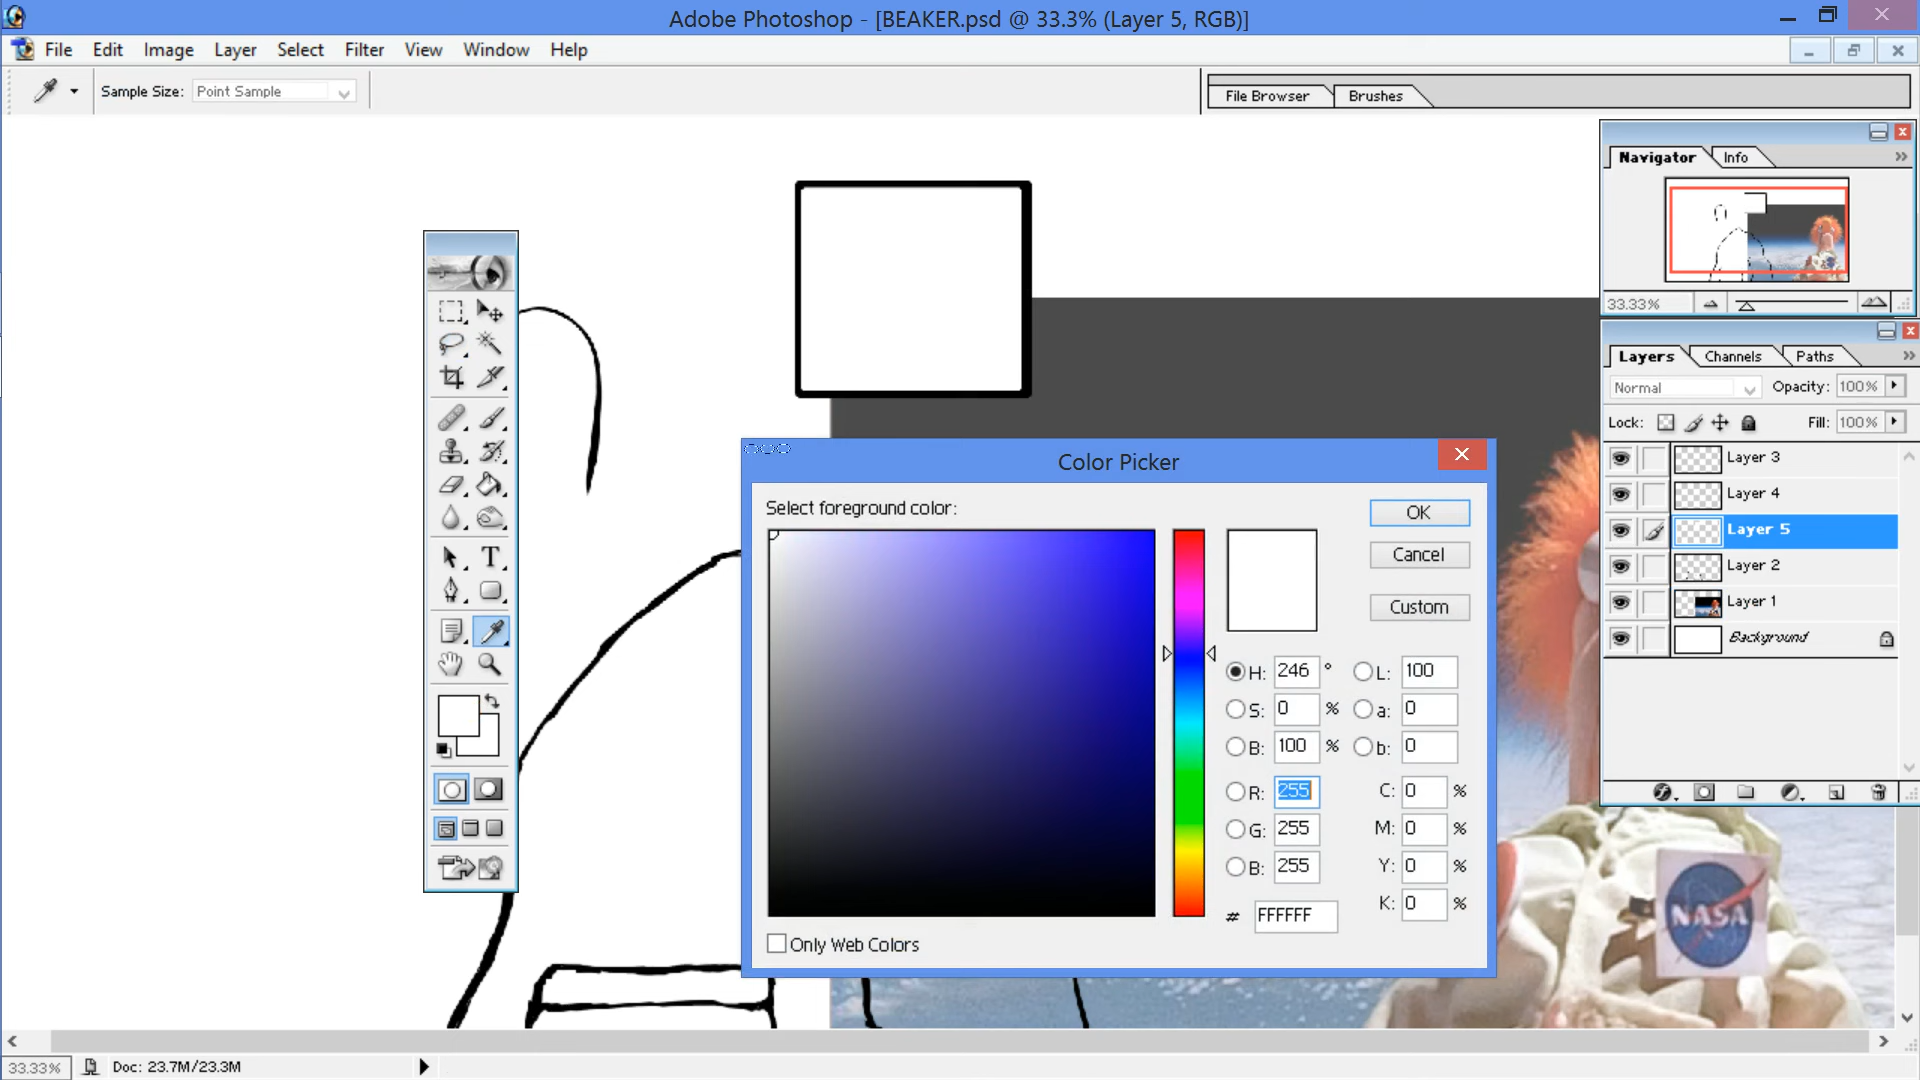 Adobe Photoshop - [BEAKER.psd @ 33.3% (Layer 5, RGB)]
File Edit Image Layer Select Filter View Window Help
Sample Size: Point Sample
File Browser Brushes
Navigator Info
33.33%
Layers Channels Paths
Normal Opacity: 100%
Lock: Fill: 100%
Layer 3
Layer 4
Layer 5
Layer 2
Layer 1
Background
T
Color Picker
Select foreground color:
OK
Cancel
Custom
H: 246 ° L: 100
S: 0 % a: 0
B: 100 % b: 0
R: 255 C: 0 %
G: 255 M: 0 %
B: 255 Y: 0 %
# FFFFFF K: 0 %
Only Web Colors
NASA
33.33% Doc: 23.7M/23.3M